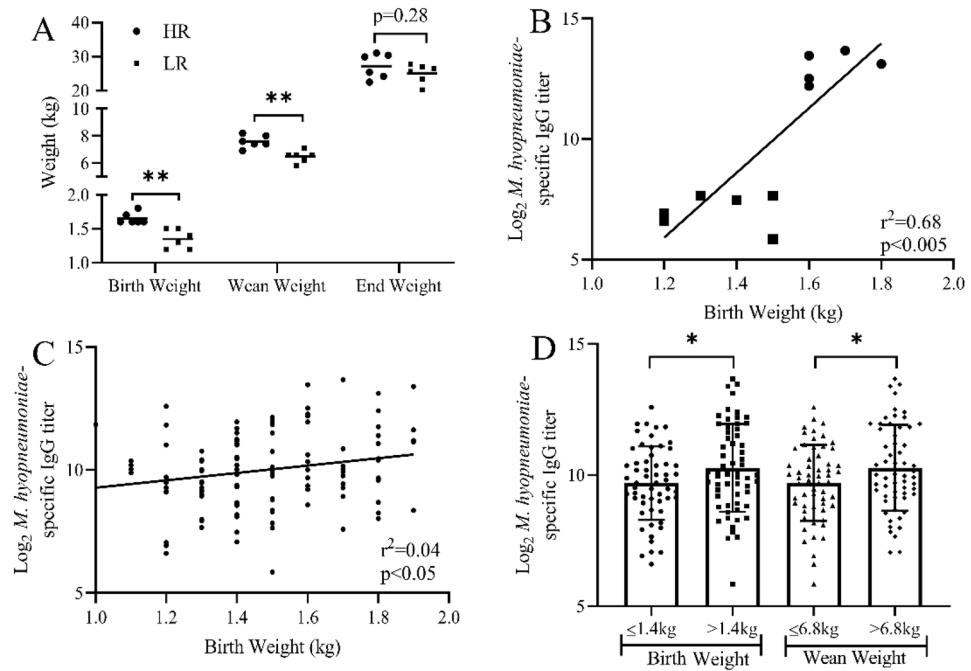 A
HR
LR
Weight (kg)
40
30
20
10
8
6
4
2.0
1.5
1.0
**
**
p=0.28
Birth Weight
Wean Weight
End Weight
B
Log2 M. hyopneumoniae-
specific IgG titer
15
10
5
r²=0.68
p<0.005
1.0 1.2 1.4 1.6 1.8 2.0
Birth Weight (kg)
C
Log2 M. hyopneumoniae-
specific IgG titer
15
10
5
r²=0.04
p<0.05
1.0 1.2 1.4 1.6 1.8 2.0
Birth Weight (kg)
D
Log2 M. hyopneumoniae-
specific IgG titer
15
10
5
*
*
≤1.4kg >1.4kg ≤6.8kg >6.8kg
Birth Weight Wean Weight